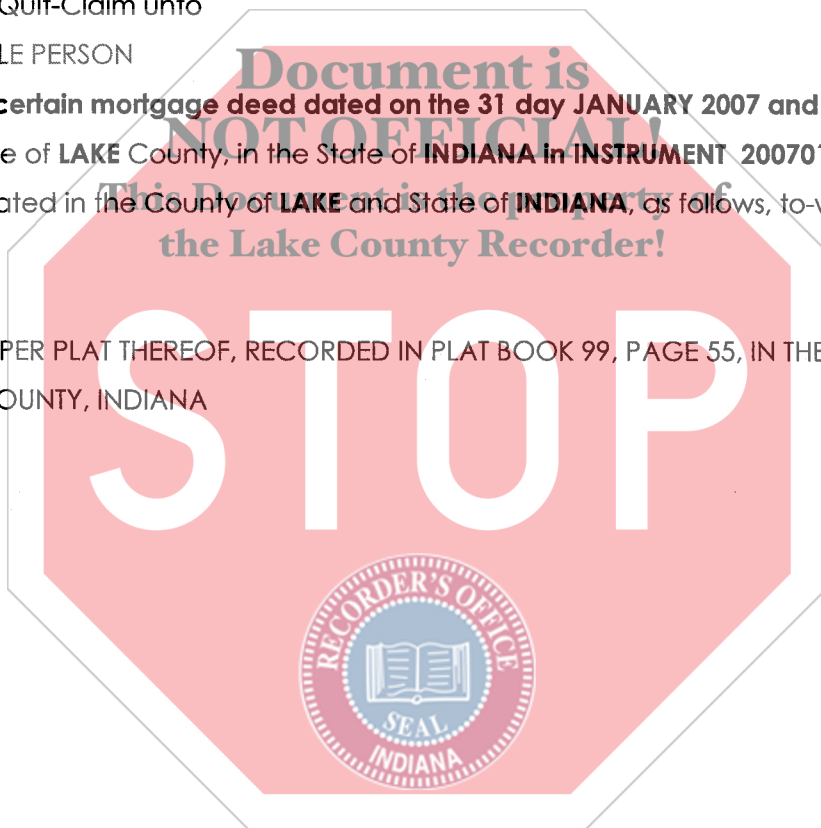 Quit-Claim unto
LE PERSON
Document is
certain mortgage deed dated on the 31 day JANUARY 2007 and
NOT OFFICIAL!
e of LAKE County, in the State of INDIANA in INSTRUMENT 20070
This Document is the property of
ated in the County of LAKE and State of INDIANA, as follows, to-
the Lake County Recorder!
PER PLAT THEREOF, RECORDED IN PLAT BOOK 99, PAGE 55, IN THE
OUNTY, INDIANA
STOP
RECORDER'S OFFICE
SEAL
INDIANA